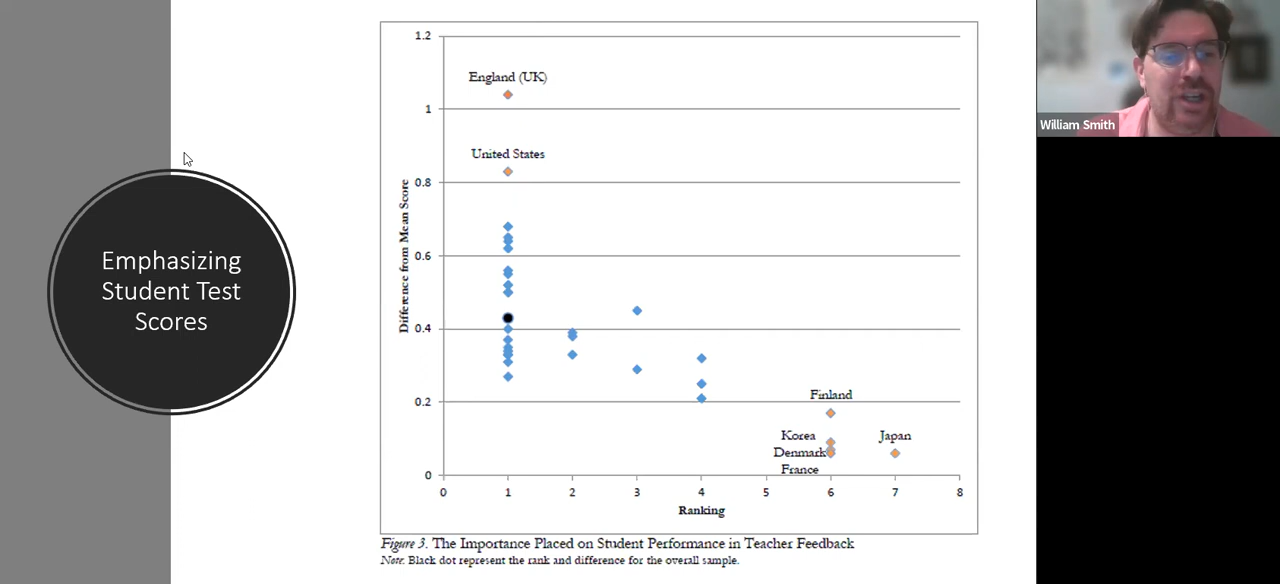 Emphasizing
Student Test
Scores
1.2
1
0.8
0.6
0.4
0.2
0
Difference from Mean Score
England (UK)
United States
Finland
Korea
Japan
Denmark
France
0 1 2 3 4 5 6 7 8
Ranking
Figure 3. The Importance Placed on Student Performance in Teacher Feedback
Note. Black dot represent the rank and difference for the overall sample.
William Smith